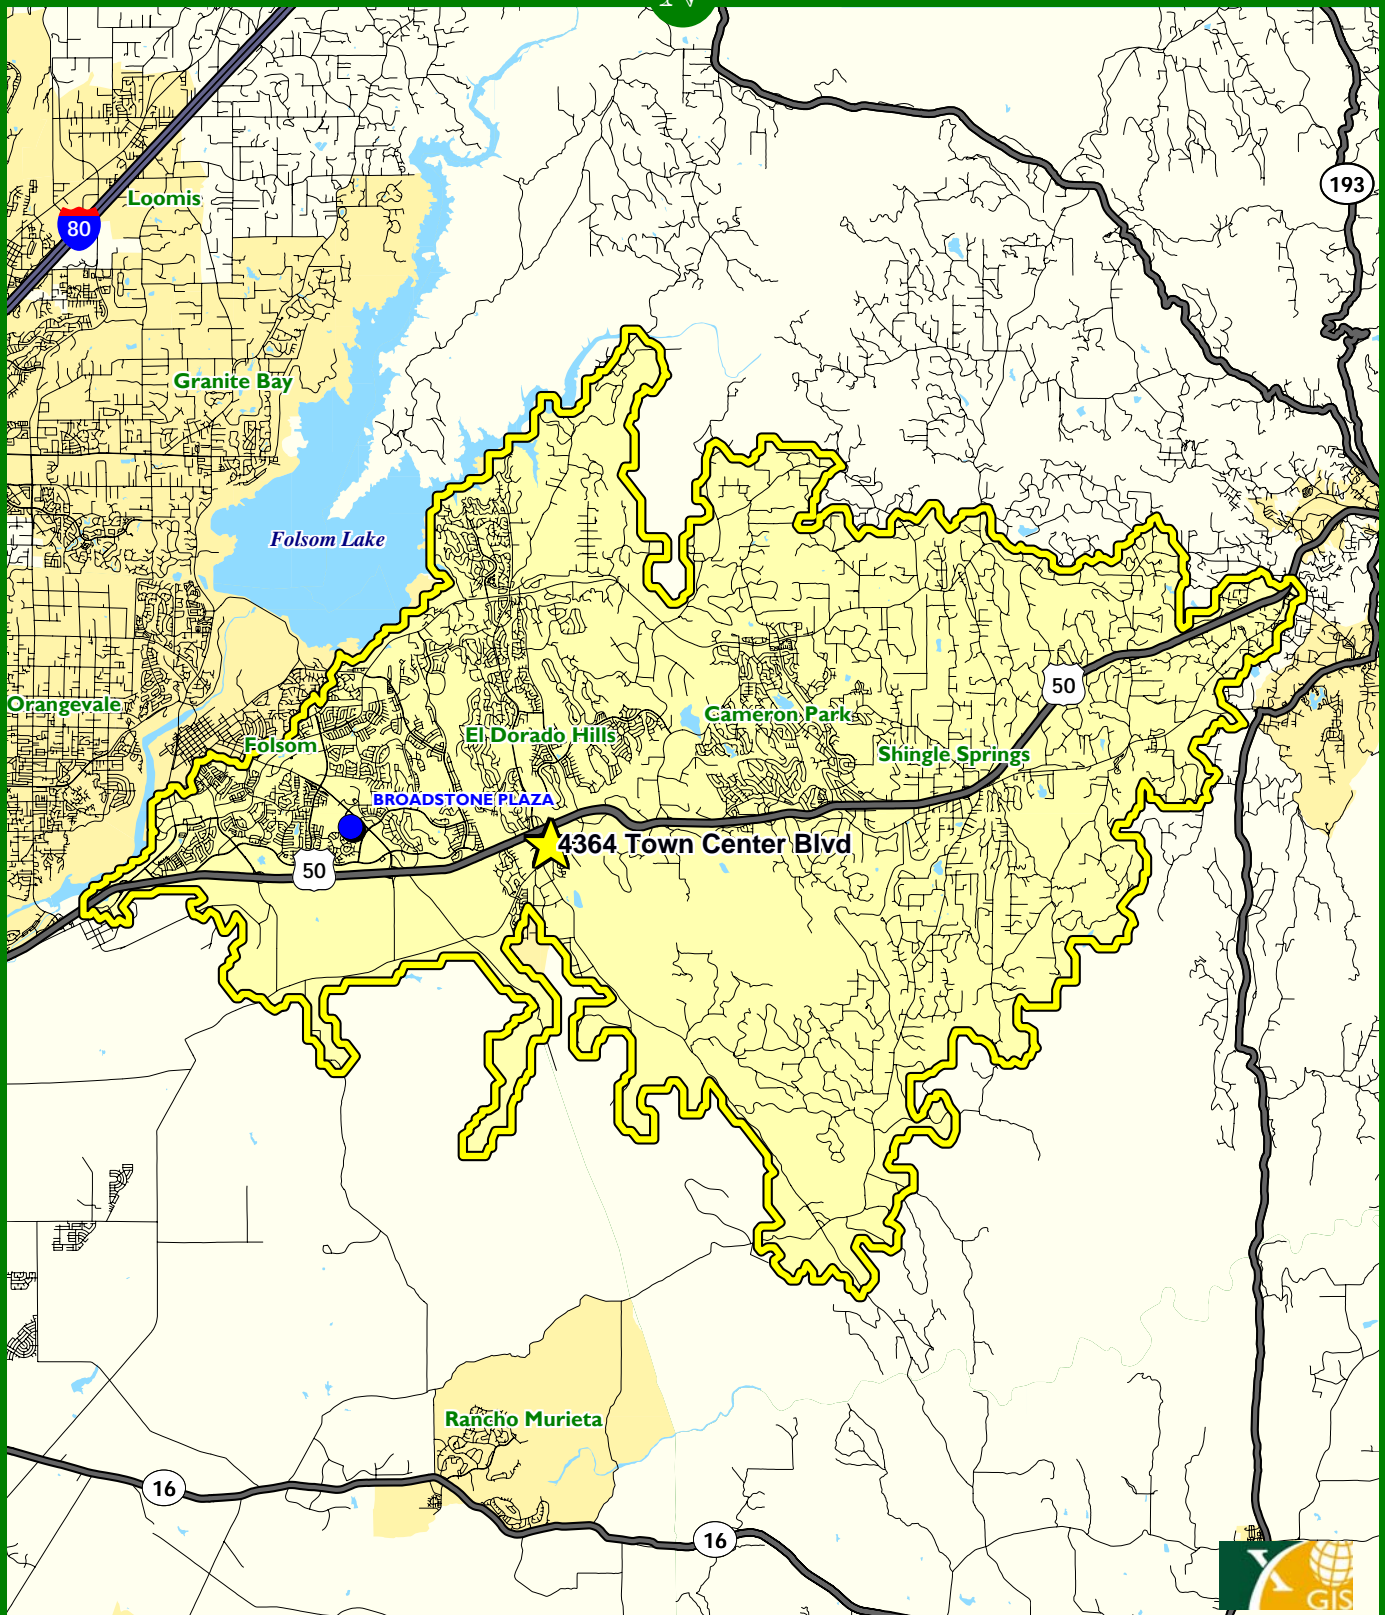 193
Loomis
80
Granite Bay
Folsom Lake
50
Orangevale
Cameron Park
El Dorado Hills
Folsom
Shingle Springs
BROADSTONE PLAZA
4364 Town Center Blvd
50
Rancho Murieta
16
16
GIS